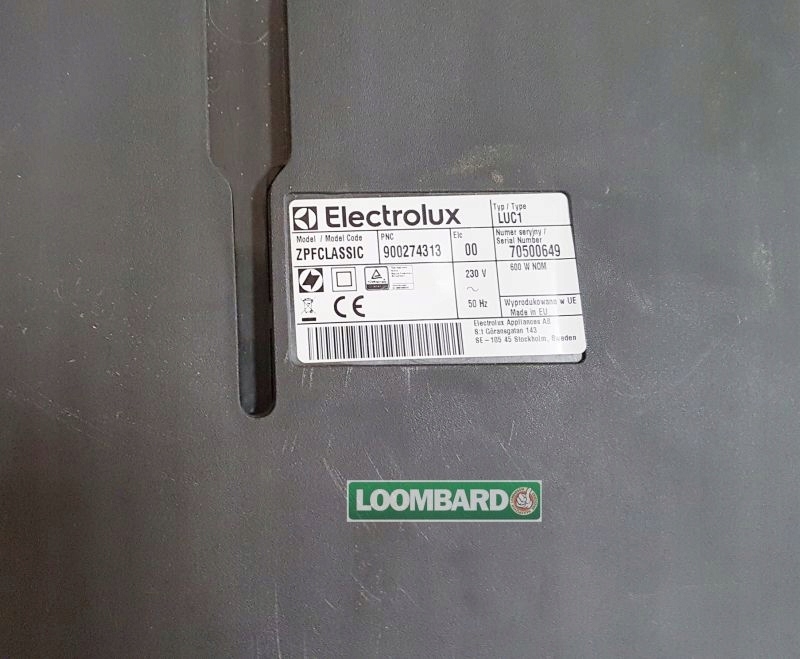 Electrolux
Typ / Type
LUC1
Model / Model Code
ZPFCLASSIC
PNC
900274313
Elc
00
Numer seryjny /
Serial Number
70500649
230 V
~
50 Hz
600 W NOM
CE
Wyprodukowano w UE
Made in EU
Electrolux Appliances AB
S:t Göransgatan 143
SE-105 45 Stockholm, Sweden
LOOMBARD